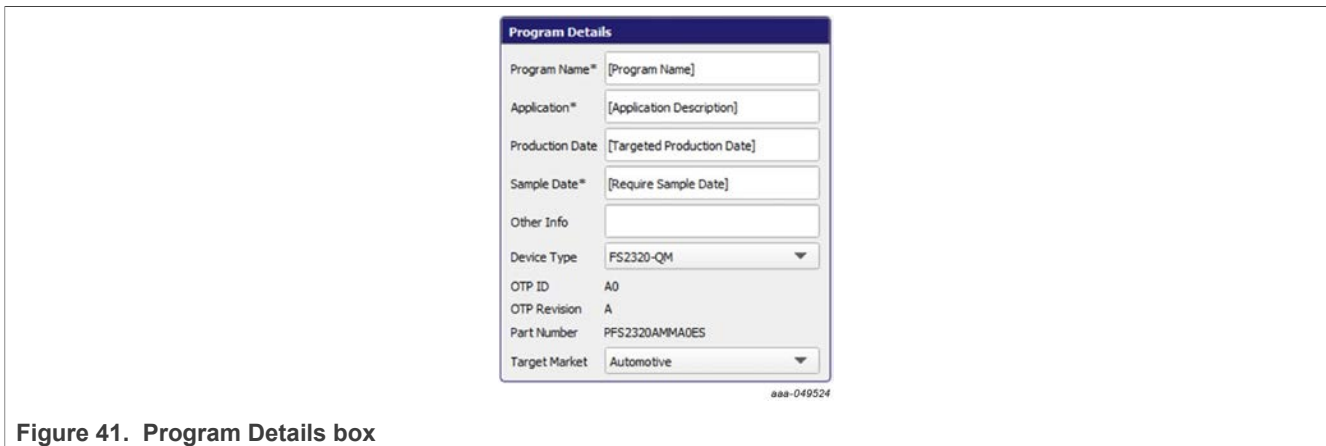 Program Details
Program Name* [Program Name]
Application* [Application Description]
Production Date [Targeted Production Date]
Sample Date* [Require Sample Date]
Other Info
Device Type FS2320-QM
OTP ID A0
OTP Revision A
Part Number PFS2320AMMA0ES
Target Market Automotive
aaa-049524
Figure 41. Program Details box